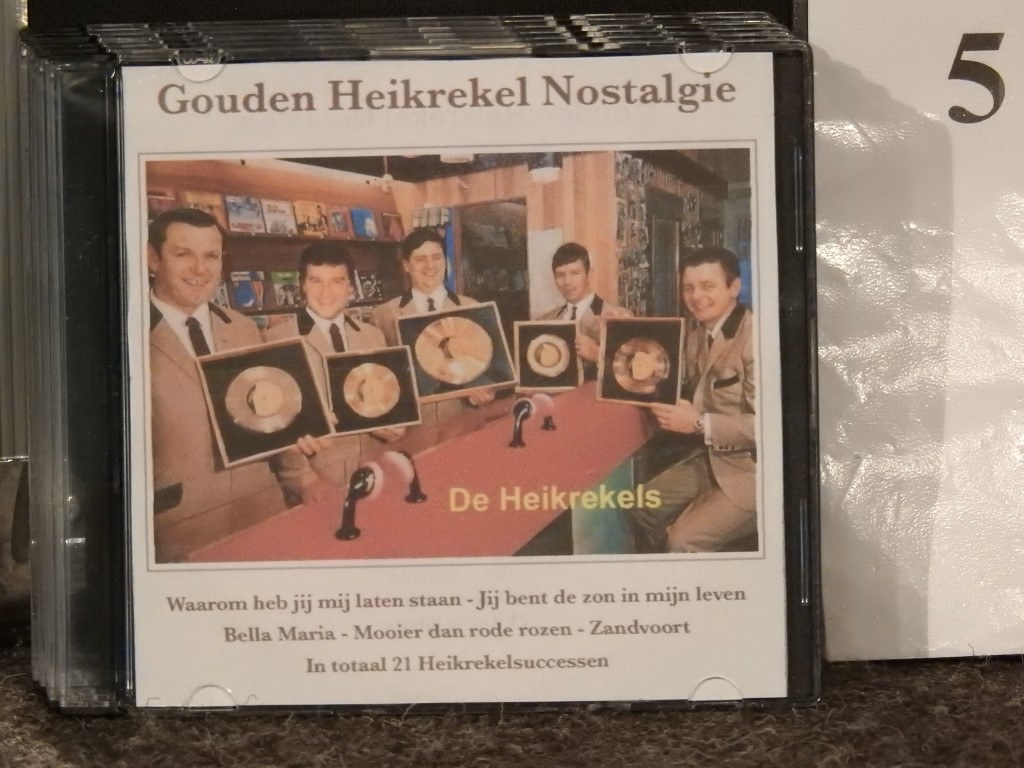 Gouden Heikrekel Nostalgie
5
De Heikrekels
Waarom heb jij mij laten staan - Jij bent de zon in mijn leven
Bella Maria - Mooier dan rode rozen - Zandvoort
In totaal 21 Heikrekelsuccessen